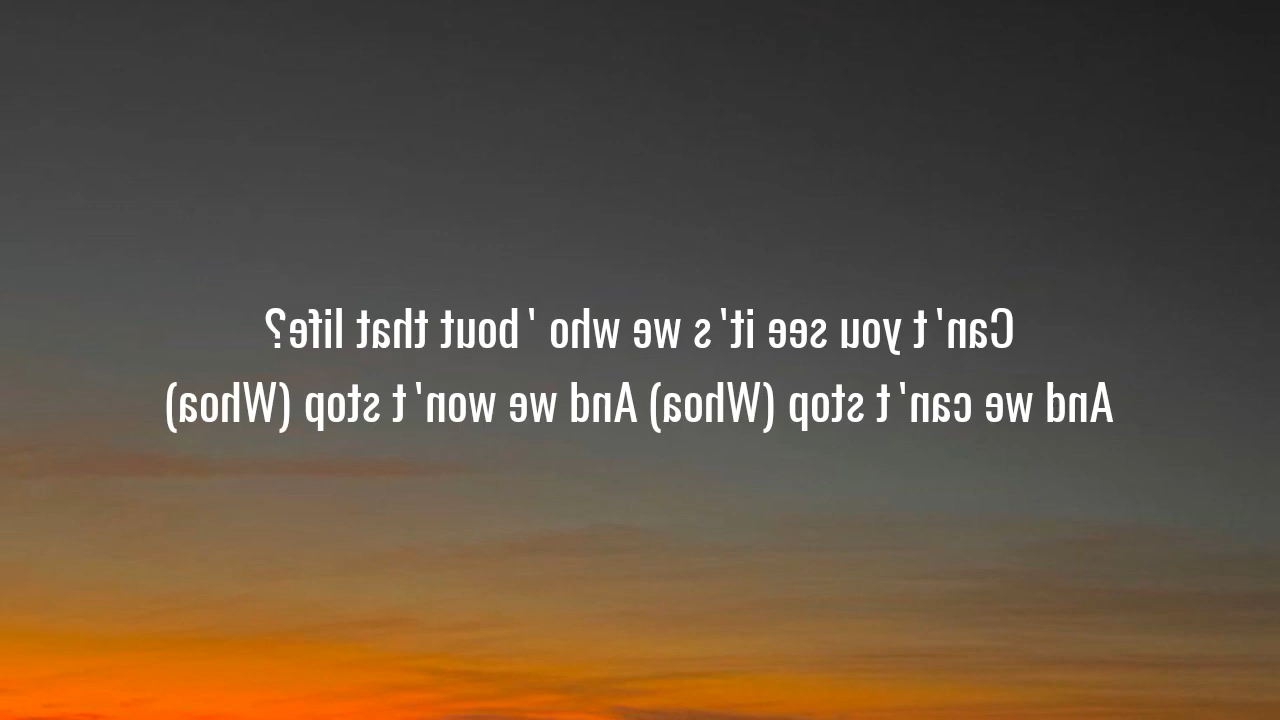 Can't you see it's we who 'bout that life?
And we can't stop (Whoa) And we won't stop (Whoa)